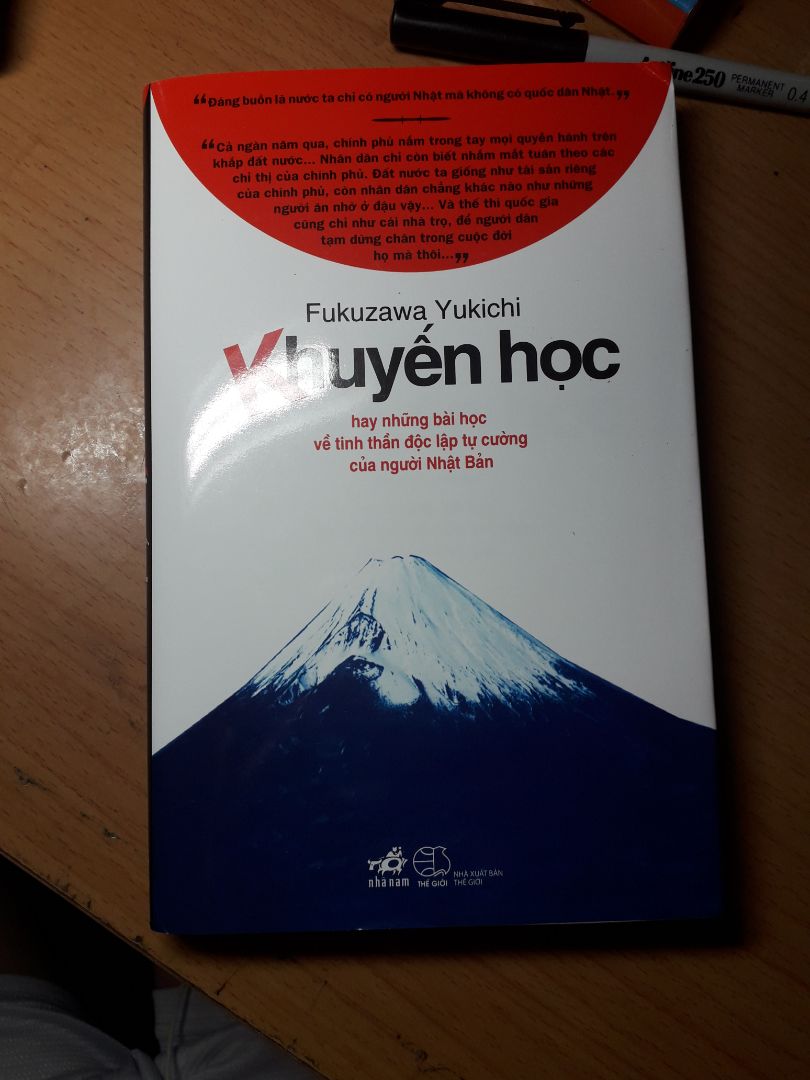 Artline 250 PERMANENT
MARKER 0.4
“Đáng buồn là nước ta chỉ có người Nhật mà không có quốc dân Nhật.”
“Cả ngàn năm qua, chính phủ nắm trong tay mọi quyền hành trên
khắp đất nước... Nhân dân chỉ còn biết nhắm mắt tuân theo các
chỉ thị của chính phủ. Đất nước ta giống như tài sản riêng
của chính phủ, còn nhân dân chẳng khác nào như những
người ăn nhờ ở đậu vậy... Và thế thì quốc gia
cũng chỉ như cái nhà trọ, để người dân
tạm dừng chân trong cuộc đời
họ mà thôi...”
Fukuzawa Yukichi
Khuyến học
hay những bài học
về tinh thần độc lập tự cường
của người Nhật Bản
nhã nam
THẾ GIỚI
NHÀ XUẤT BẢN
THẾ GIỚI